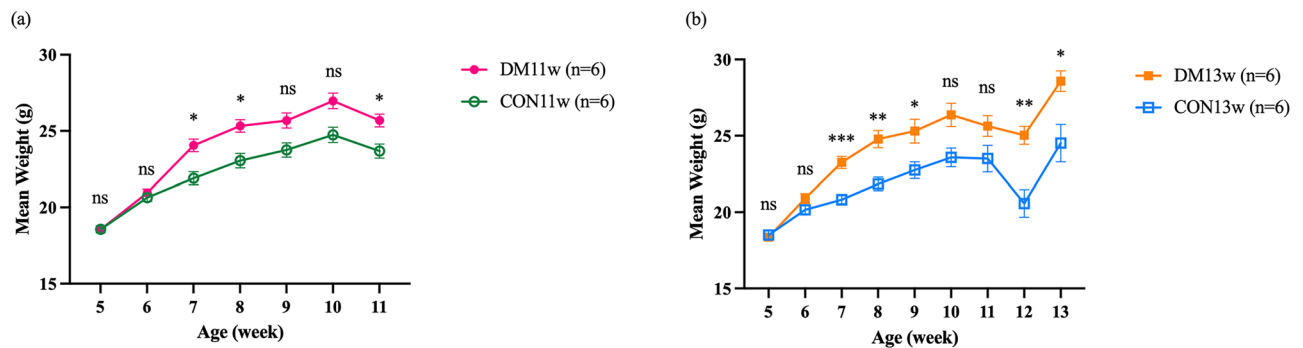 (a)
30
25
20
15
Mean Weight (g)
ns
ns
*
*
ns
ns
*
5 6 7 8 9 10 11
Age (week)
DM11w (n=6)
CON11w (n=6)
(b)
30
25
20
15
Mean Weight (g)
ns
ns
***
**
*
ns
ns
**
*
5 6 7 8 9 10 11 12 13
Age (week)
DM13w (n=6)
CON13w (n=6)